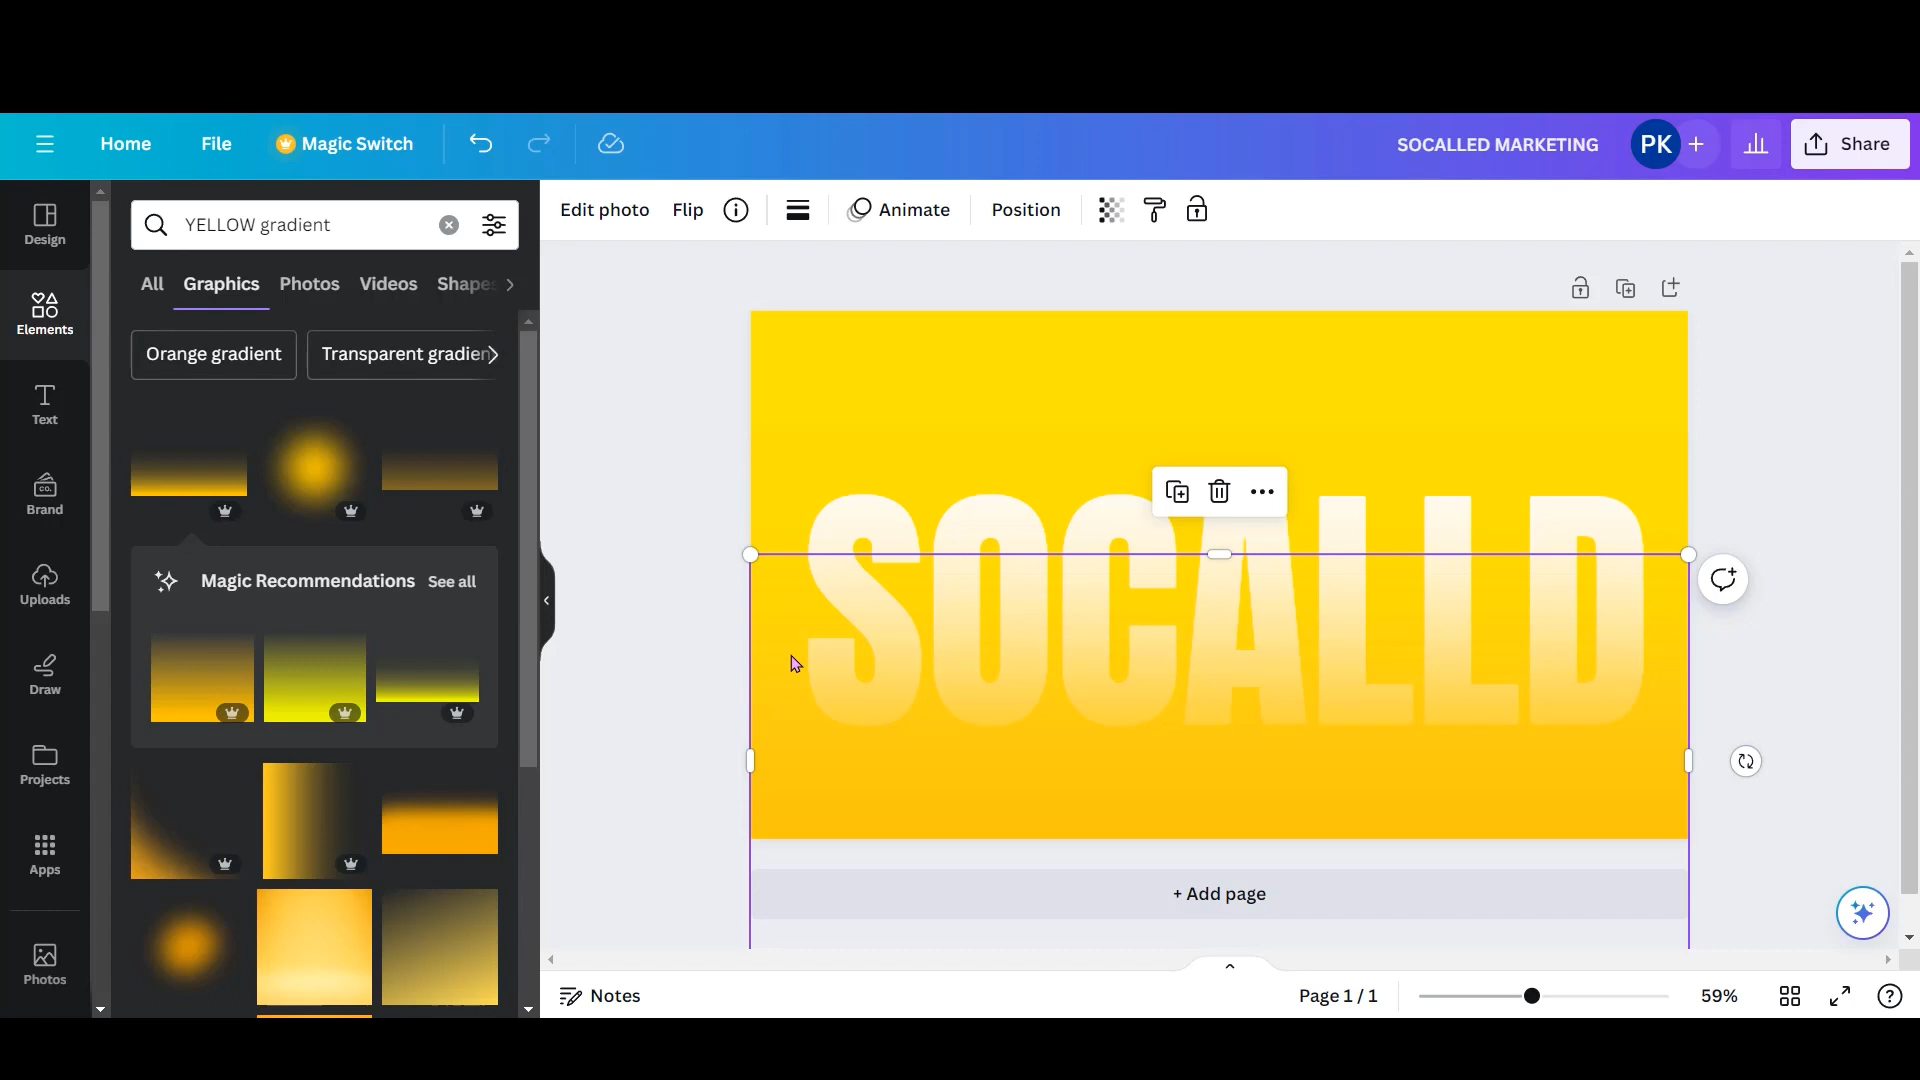 Home File Magic Switch SOCALLED MARKETING PK Share
Design
Elements
Text
Brand
CO.
Uploads
Draw
Projects
Apps
Photos
YELLOW gradient
All Graphics Photos Videos Shapes
Orange gradient Transparent gradien
Magic Recommendations See all
Edit photo Flip Animate Position
SOCALLD
+ Add page
Notes Page 1 / 1 59%